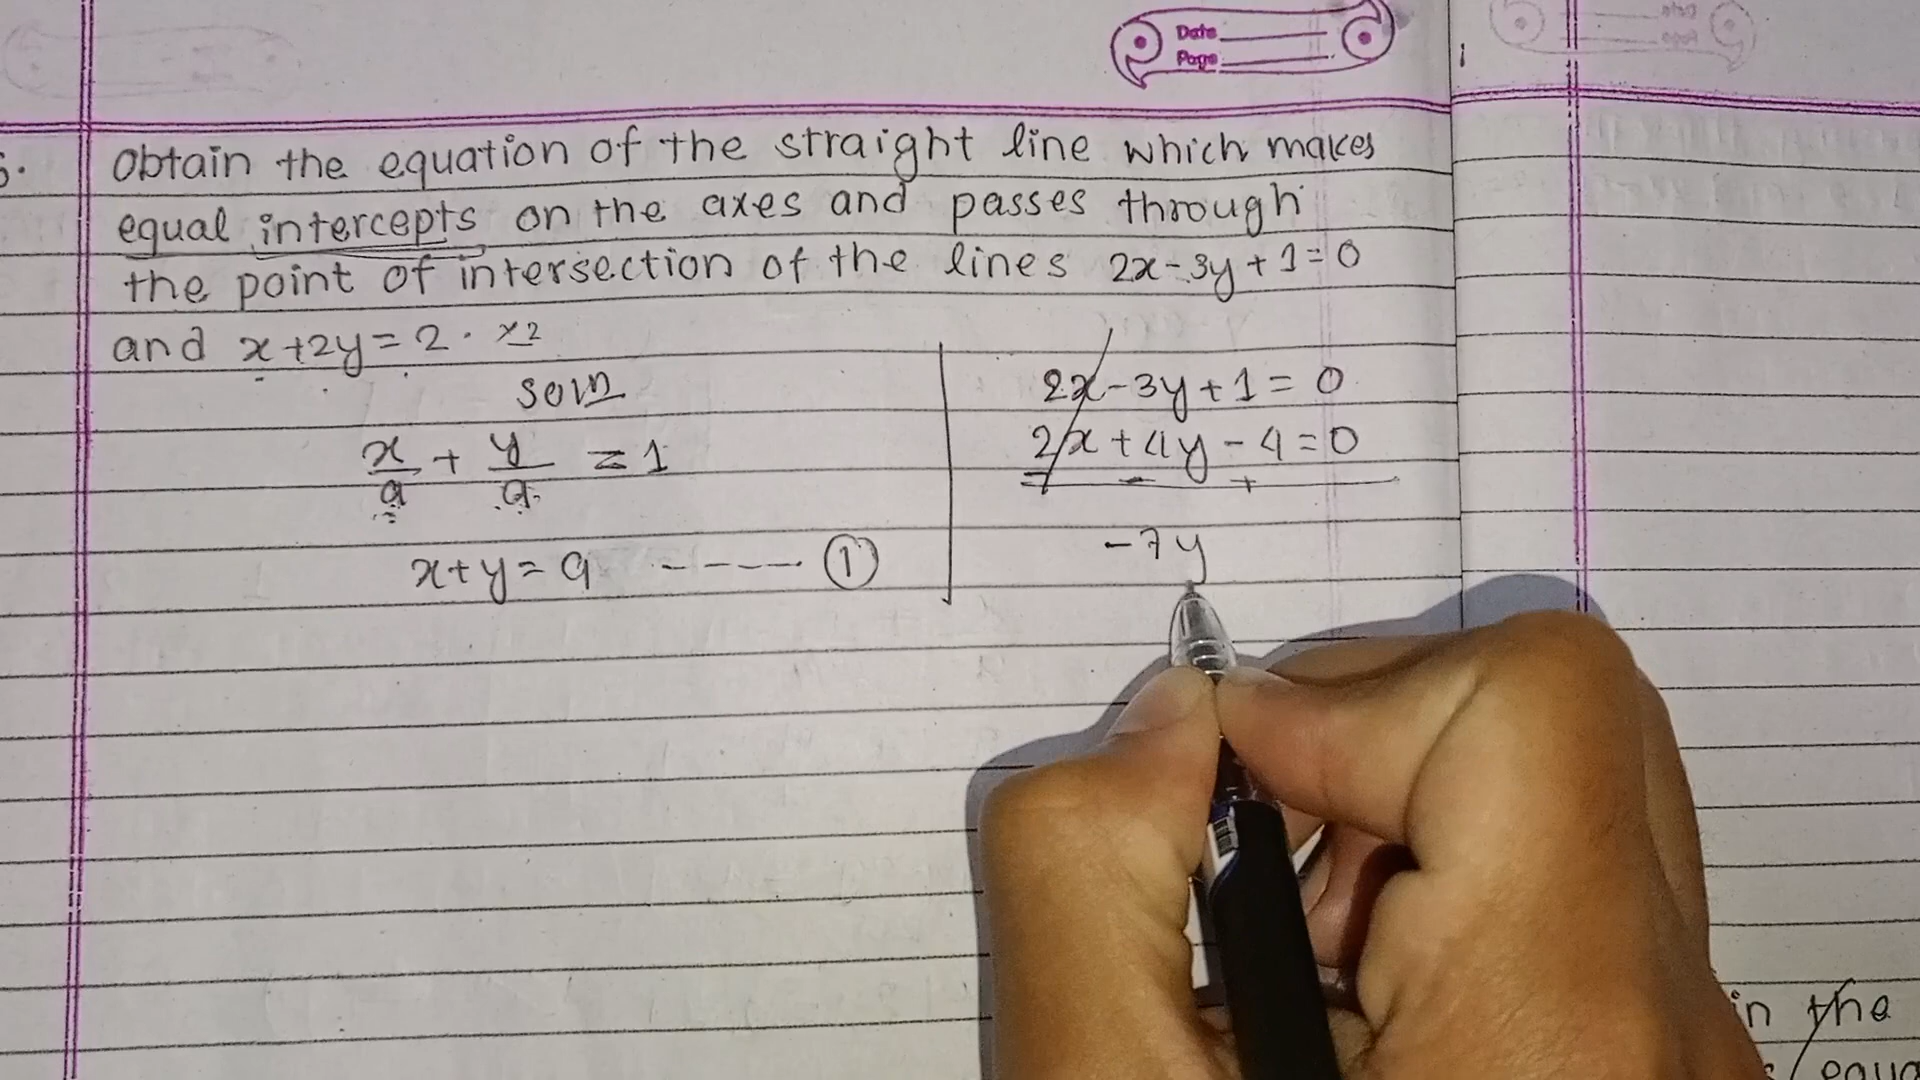 Date
Page
Obtain the equation of the straight line which makes
equal intercepts on the axes and passes through
the point of intersection of the lines 2x-3y+1=0
and x+2y=2. ×2
soln
x/a + y/a = 1
x+y=a ----- ①
2x-3y+1=0
2x+4y-4=0
- - +
-7y
in the